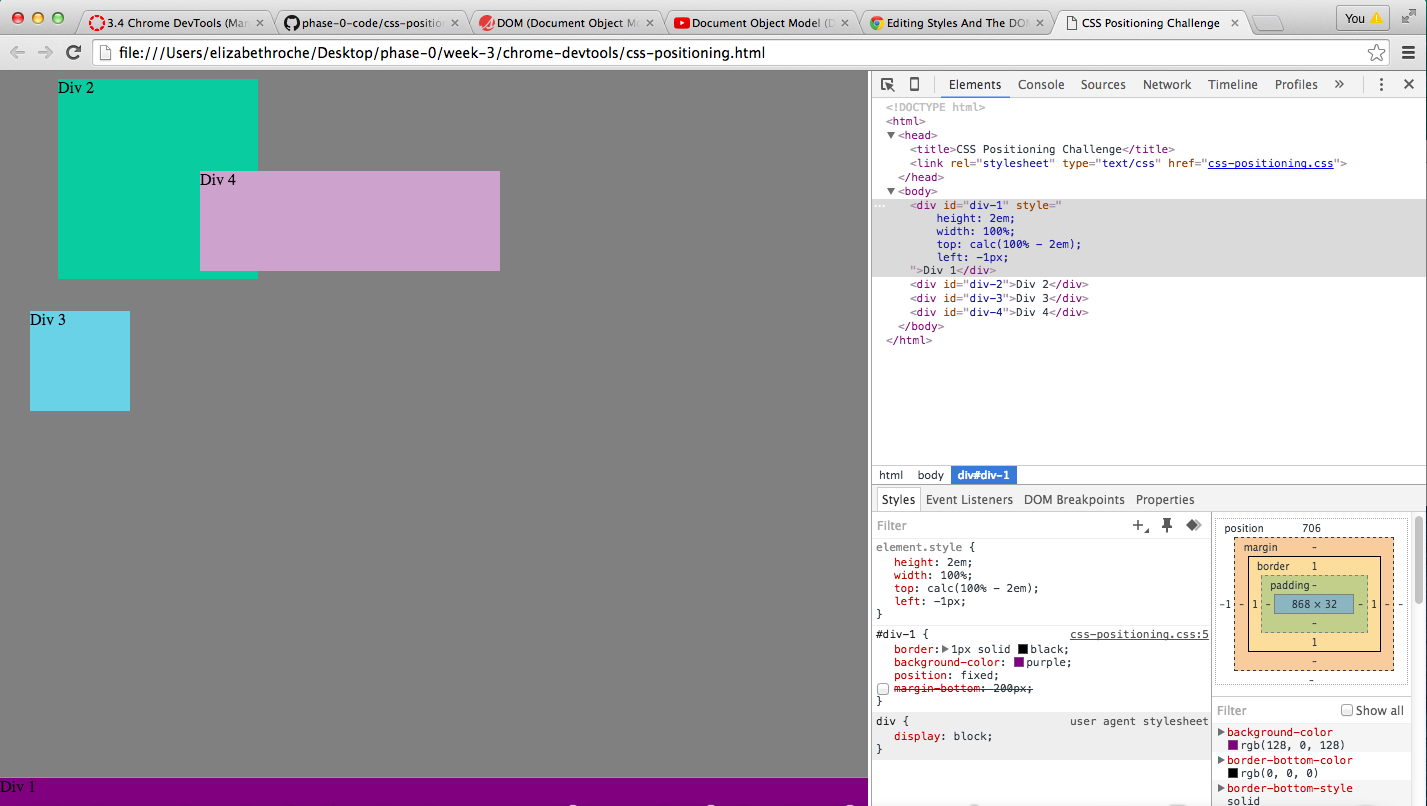 3.4 Chrome DevTools (Ma
phase-0-code/css-positio
DOM (Document Object M
Document Object Model (D
Editing Styles And The DO
CSS Positioning Challenge
You
file:///Users/elizabethroche/Desktop/phase-0/week-3/chrome-devtools/css-positioning.html
Div 2
Div 4
Div 3
Div 1
Elements Console Sources Network Timeline Profiles »
<!DOCTYPE html>
<html>
▼<head>
<title>CSS Positioning Challenge</title>
<link rel="stylesheet" type="text/css" href="css-positioning.css">
</head>
▼<body>
<div id="div-1" style="
height: 2em;
width: 100%;
top: calc(100% - 2em);
left: -1px;
">Div 1</div>
<div id="div-2">Div 2</div>
<div id="div-3">Div 3</div>
<div id="div-4">Div 4</div>
</body>
</html>
html body div#div-1
Styles Event Listeners DOM Breakpoints Properties
Filter
element.style {
height: 2em;
width: 100%;
top: calc(100% - 2em);
left: -1px;
}
#div-1 { css-positioning.css:5
border:▶1px solid black;
background-color: purple;
position: fixed;
margin-bottom: 200px;
}
div { user agent stylesheet
display: block;
}
position 706
margin -
border 1
padding -
-1 - 1 - 868 × 32 - 1 - -
-
1
-
-
Filter Show all
▶background-color
rgb(128, 0, 128)
▶border-bottom-color
rgb(0, 0, 0)
▶border-bottom-style
solid